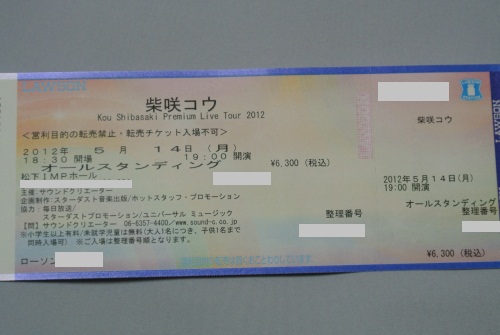 LAWSON
柴咲コウ
Kou Shibasaki Premium Live Tour 2012
<営利目的の転売禁止・転売チケット入場不可>
2012年 5月 14日(月)
18:30 開場 19:00 開演
オールスタンディング ¥6,300(税込)
松下IMPホール
主催:サウンドクリエーター
企画制作:スターダスト音楽出版/ホットスタッフ・プロモーション
協力:毎日放送/
スターダストプロモーション/ユニバーサル ミュージック
【問】サウンドクリエーター 06-6357-4400/www.sound-c.co.jp
※小学生以上有料/未就学児童は無料(大人1名につき、子供1名まで
同時入場可) ※ご入場は整理番号順となります。
整理番号
ローソン
柴咲コウ
2012年5月14日(月)
19:00 開演
オールスタンディング
整理番号
¥6,300(税込)
LAWSON